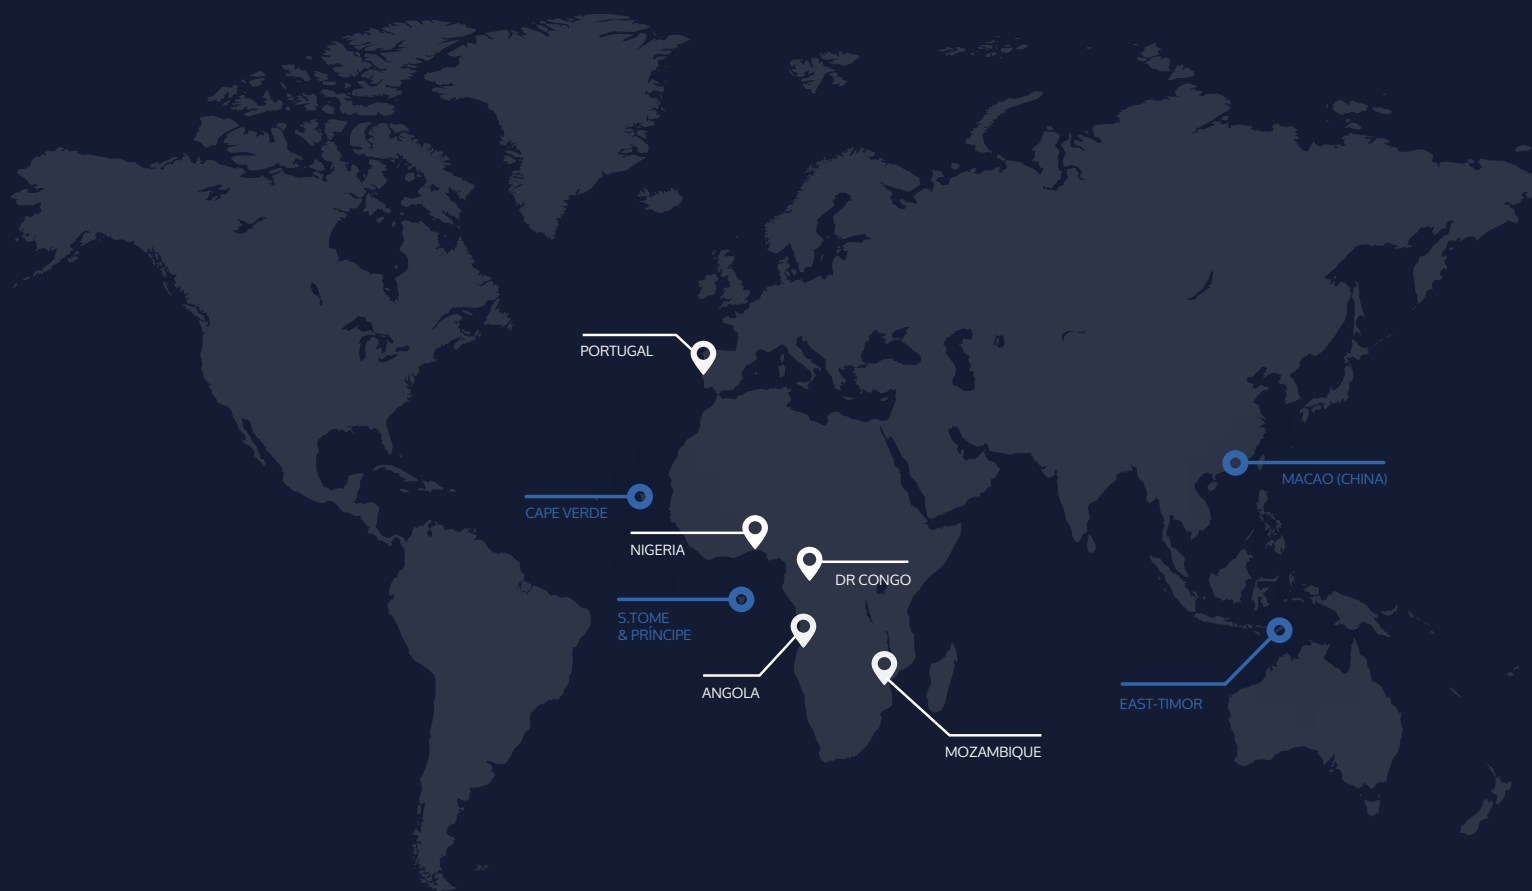 PORTUGAL
MACAO (CHINA)
CAPE VERDE
NIGERIA
DR CONGO
S.TOME
& PRÍNCIPE
ANGOLA
EAST-TIMOR
MOZAMBIQUE